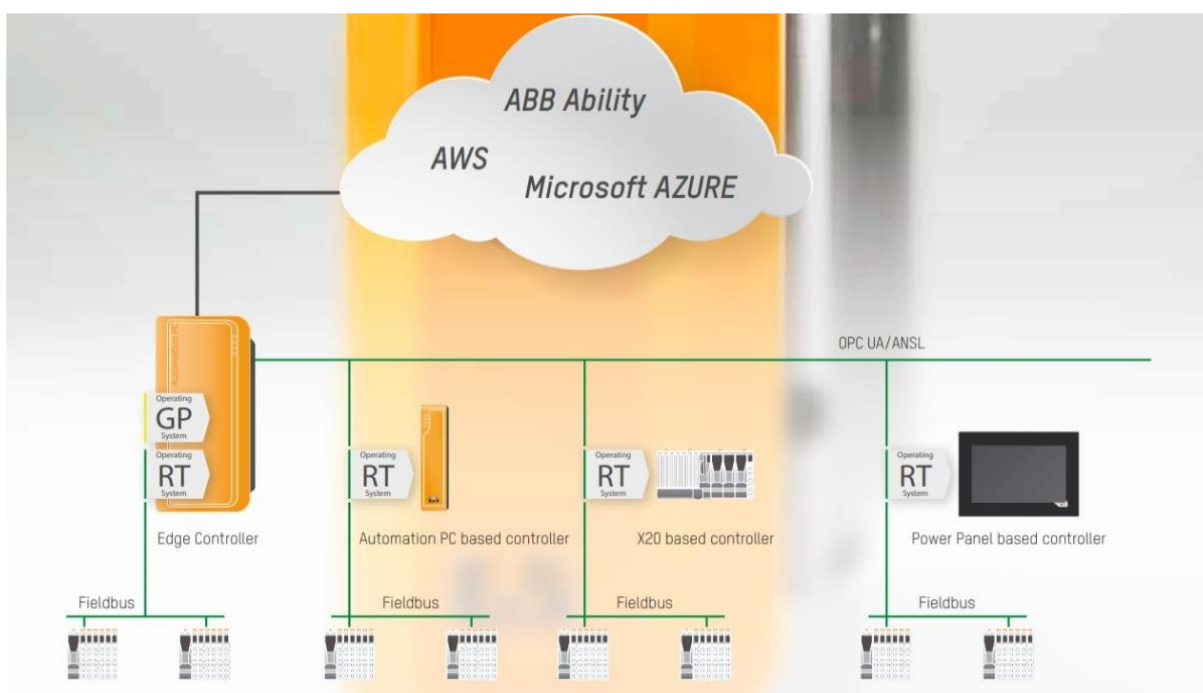 ABB Ability
AWS
Microsoft AZURE
OPC UA/ANSL
Automation PC
Operating
GP
System
Operating
RT
System
Operating
RT
System
Operating
RT
System
Operating
RT
System
Edge Controller
Automation PC based controller
X20 based controller
Power Panel based controller
Fieldbus
Fieldbus
Fieldbus
Fieldbus